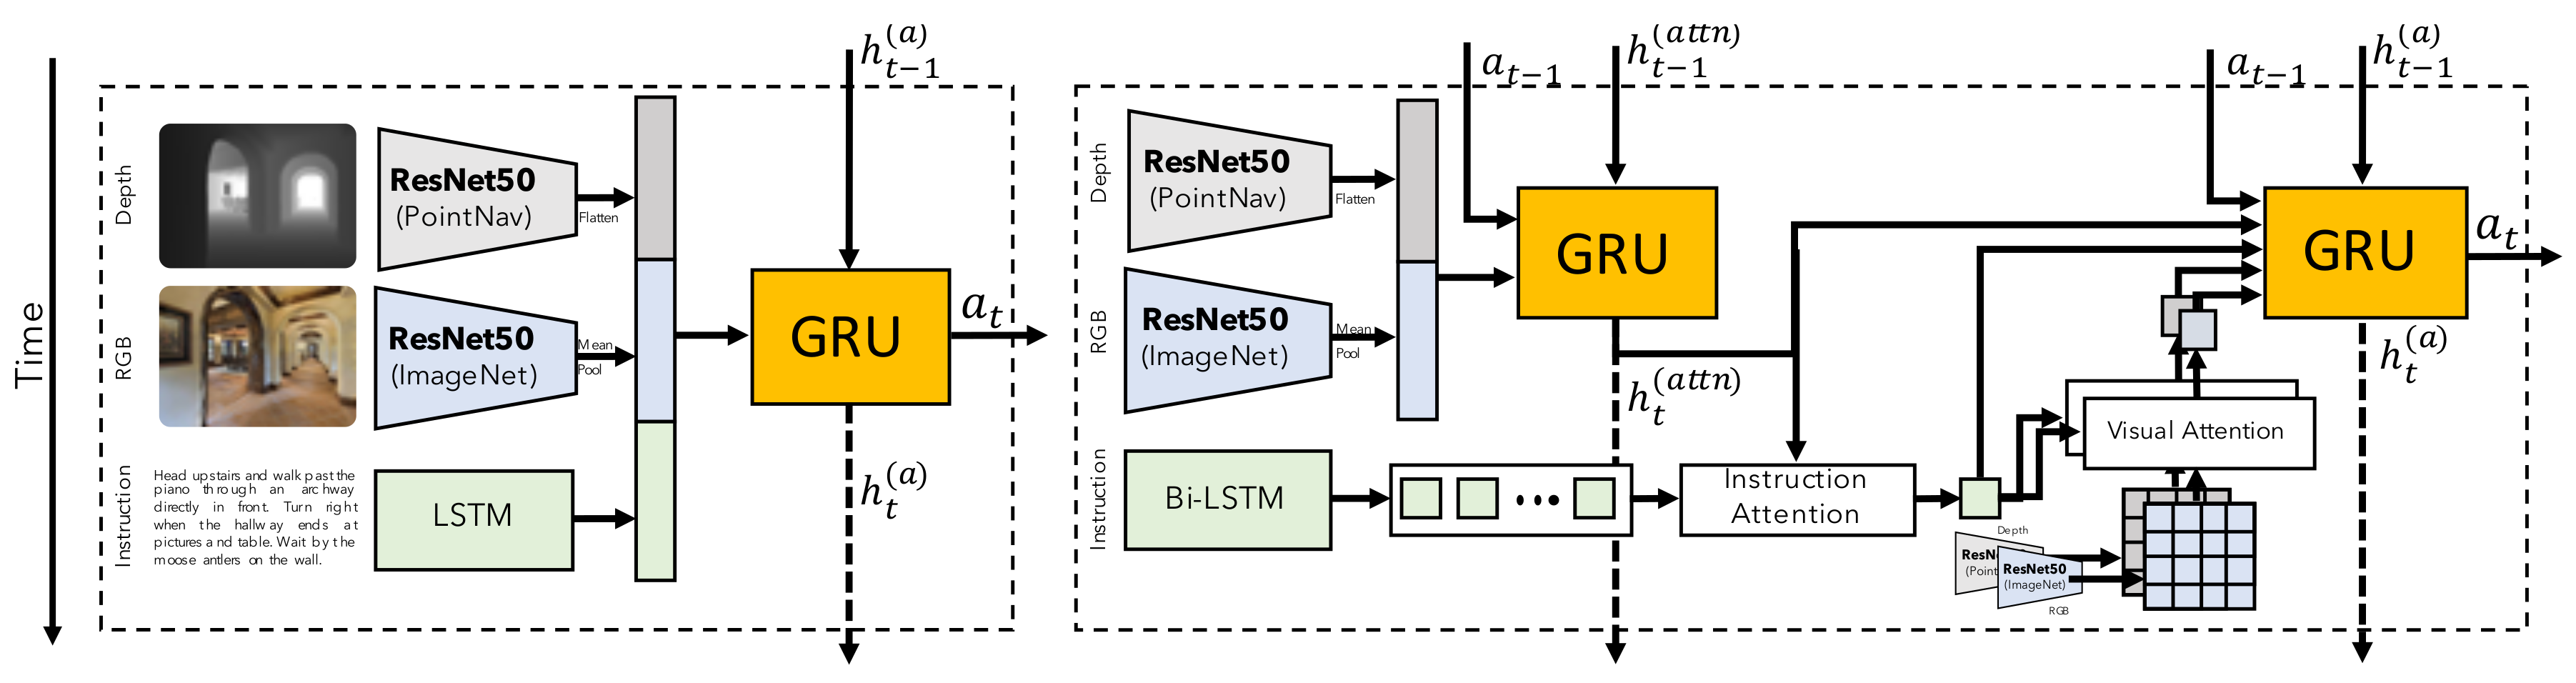 Time
Depth
RGB
Instruction
ResNet50
(PointNav)
Flatten
ResNet50
(ImageNet)
Mean
Pool
Head upstairs and walk past the
piano through an archway
directly in front. Turn right
when the hallway ends at
pictures and table. Wait by the
moose antlers on the wall.
LSTM
h_{t-1}^{(a)}
GRU
a_t
h_t^{(a)}
Depth
RGB
Instruction
ResNet50
(PointNav)
Flatten
ResNet50
(ImageNet)
Mean
Pool
Bi-LSTM
a_{t-1}
h_{t-1}^{(attn)}
GRU
h_t^{(attn)}
Instruction
Attention
Depth
ResN
(Point
ResNet50
(ImageNet)
RGB
Visual Attention
a_{t-1}
h_{t-1}^{(a)}
GRU
a_t
h_t^{(a)}